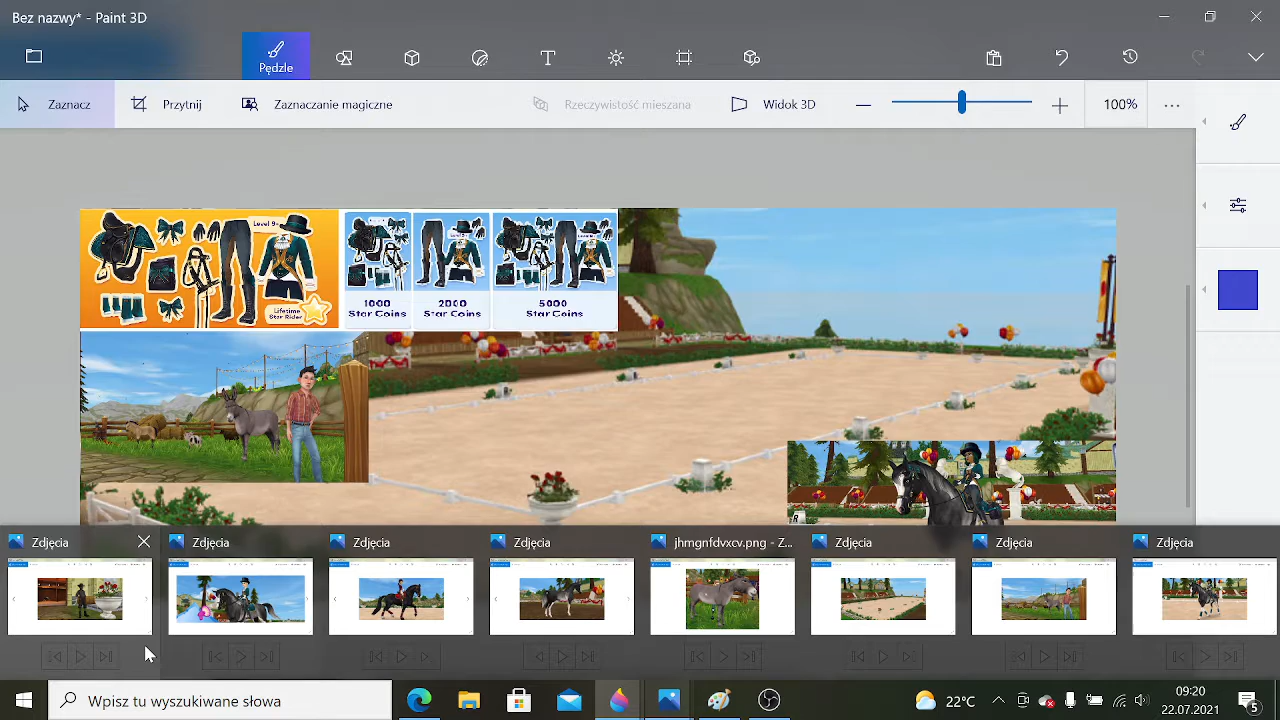 Bez nazwy* - Paint 3D
Pędzle
Zaznacz
Przytnij
Zaznaczanie magiczne
Rzeczywistość mieszana
Widok 3D
100%
Level 9+
Lifetime
Star Rider
1000
Star Coins
2000
Star Coins
5000
Star Coins
Zdjęcia
Zdjęcia
Zdjęcia
Zdjęcia
jhmgnfdvxcv.png - Z...
Zdjęcia
Zdjęcia
Zdjęcia
Wpisz tu wyszukiwane słowa
22°C
09:20
22.07.2021
5